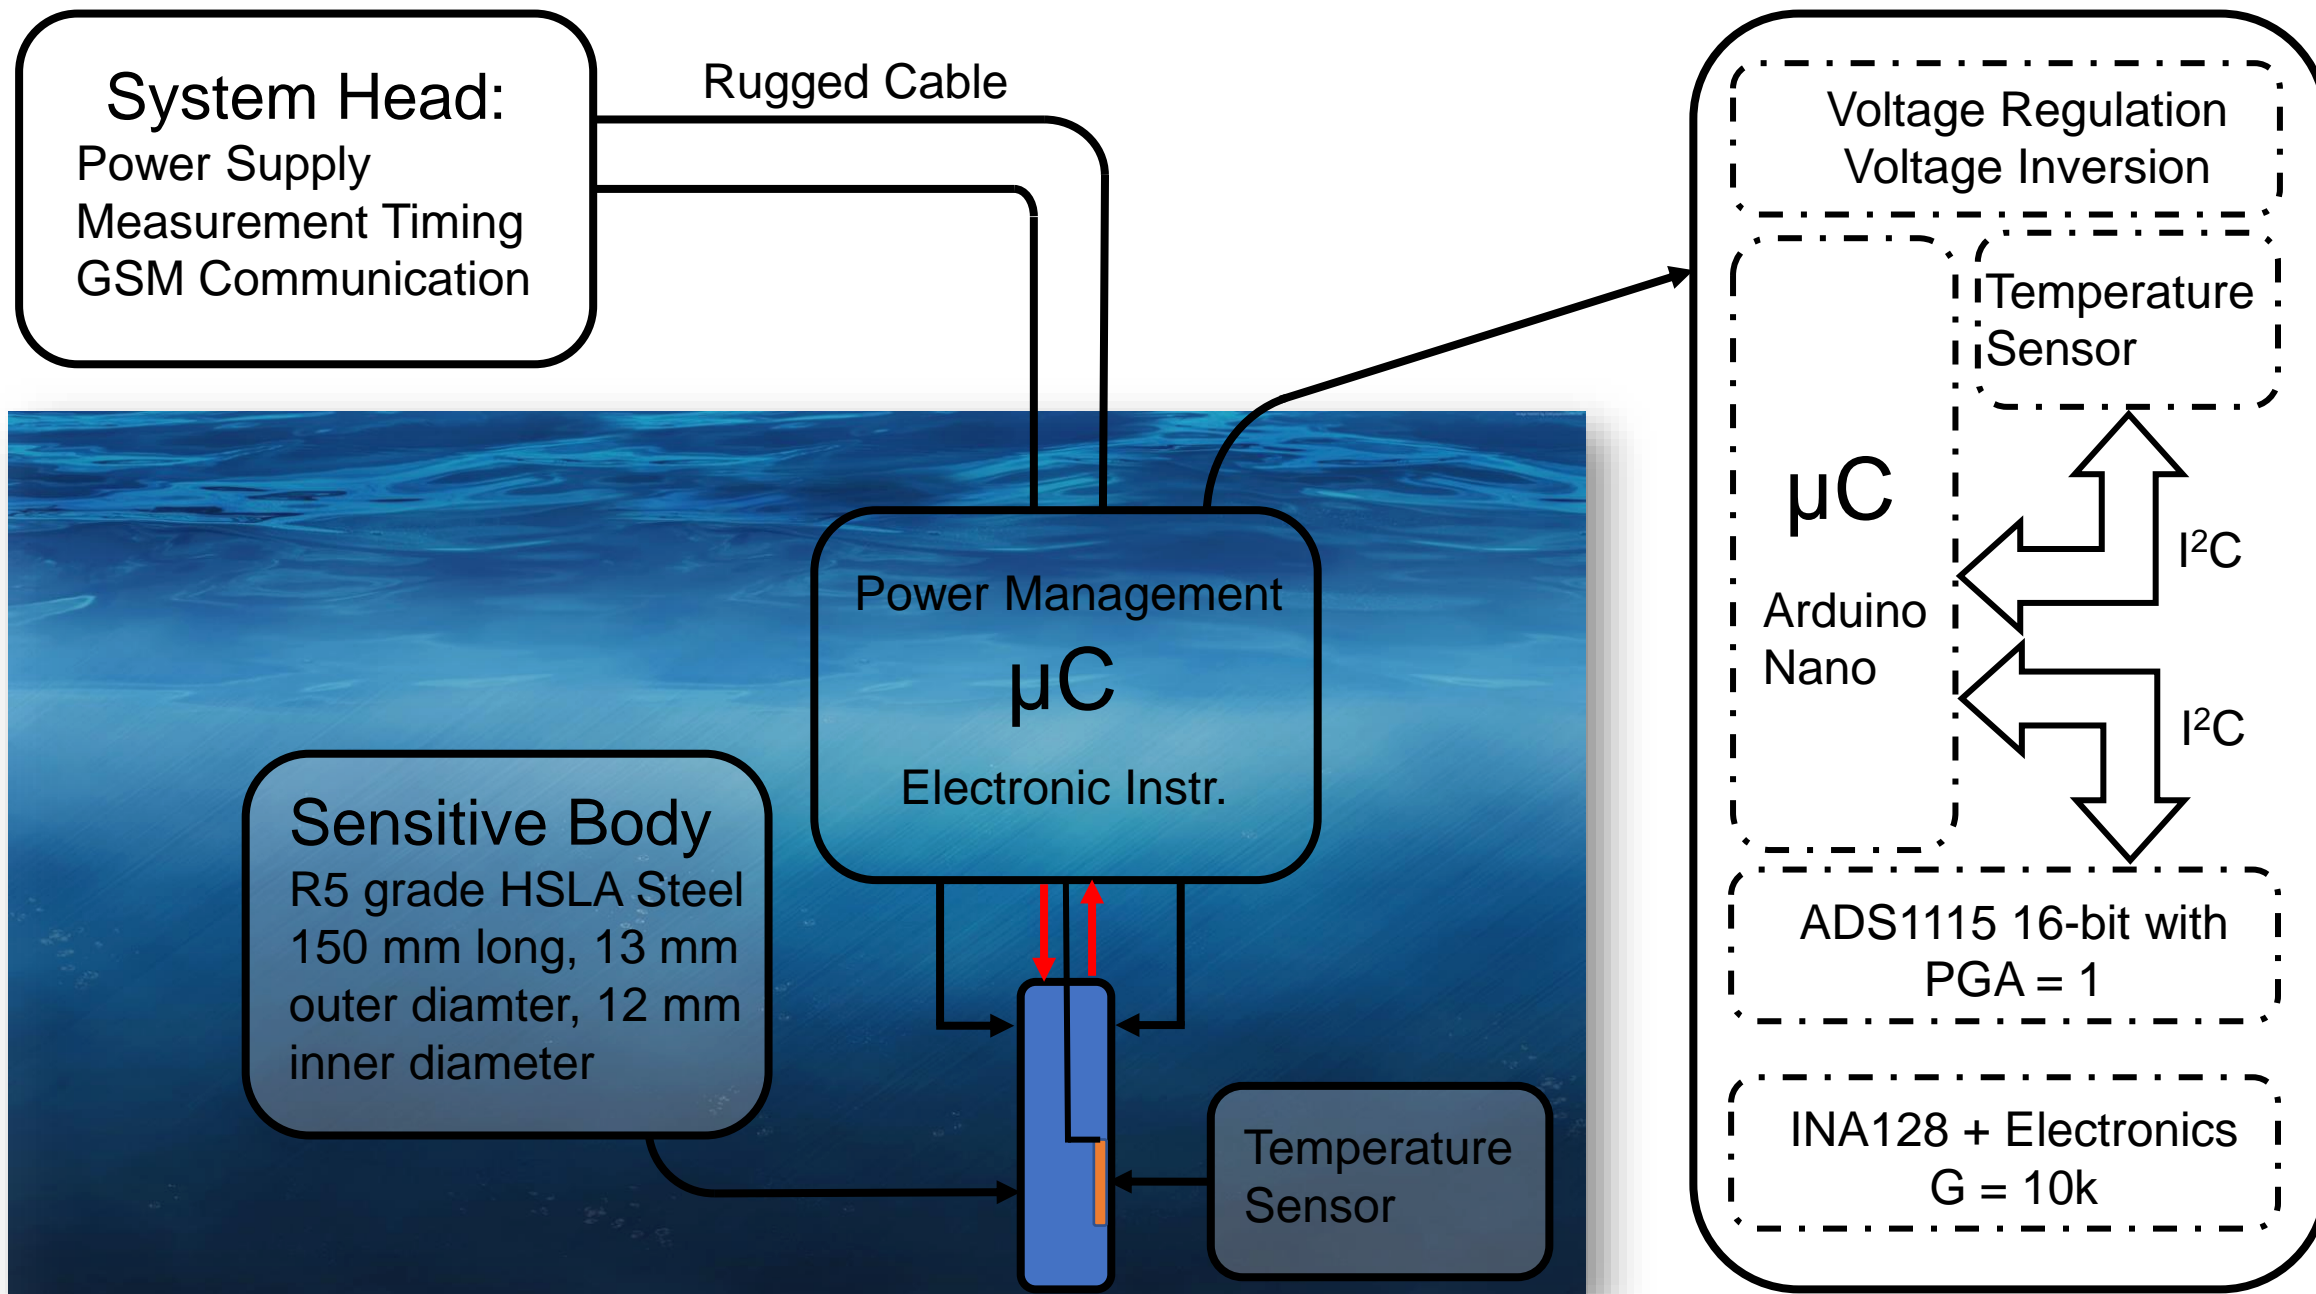 System Head:
Power Supply
Measurement Timing
GSM Communication
Rugged Cable
Power Management
µC
Electronic Instr.
Sensitive Body
R5 grade HSLA Steel
150 mm long, 13 mm
outer diamter, 12 mm
inner diameter
Temperature
Sensor
Voltage Regulation
Voltage Inversion
Temperature
Sensor
µC
Arduino
Nano
I²C
I²C
ADS1115 16-bit with
PGA = 1
INA128 + Electronics
G = 10k